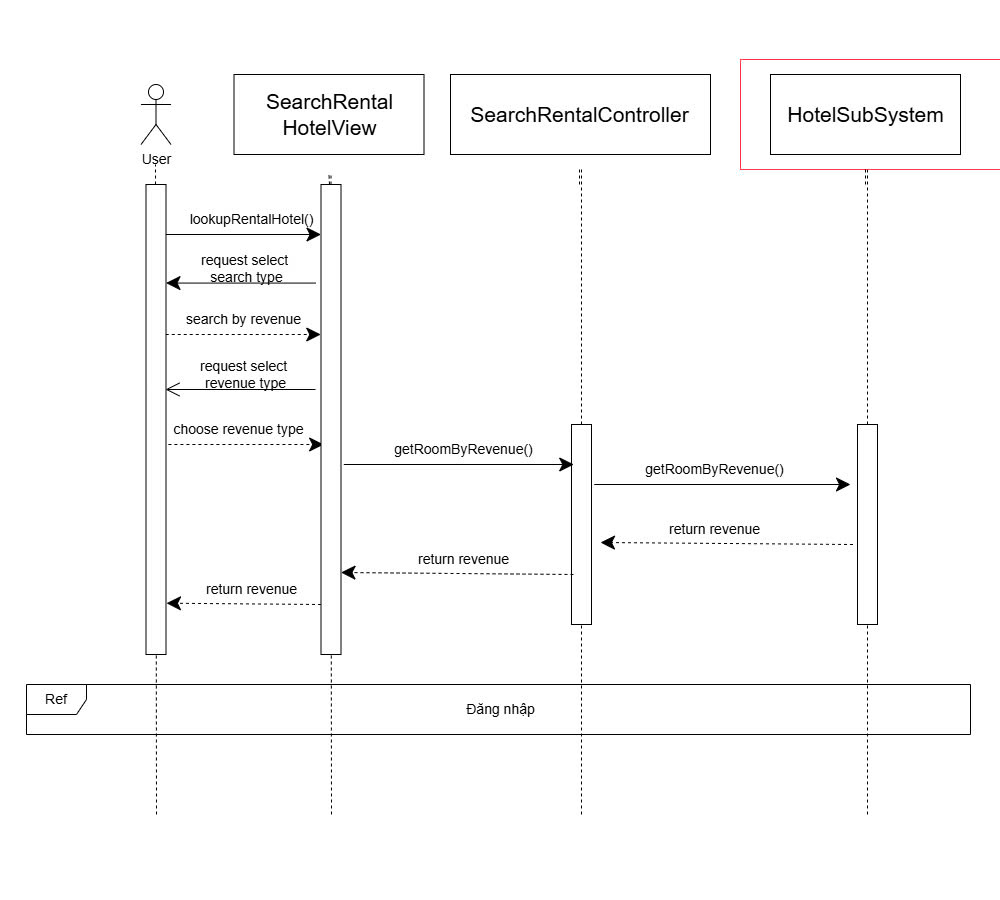 User
SearchRental
HotelView
SearchRentalController
HotelSubSystem
lookupRentalHotel()
request select
search type
search by revenue
request select
revenue type
choose revenue type
getRoomByRevenue()
getRoomByRevenue()
return revenue
return revenue
return revenue
Ref
Đăng nhâp